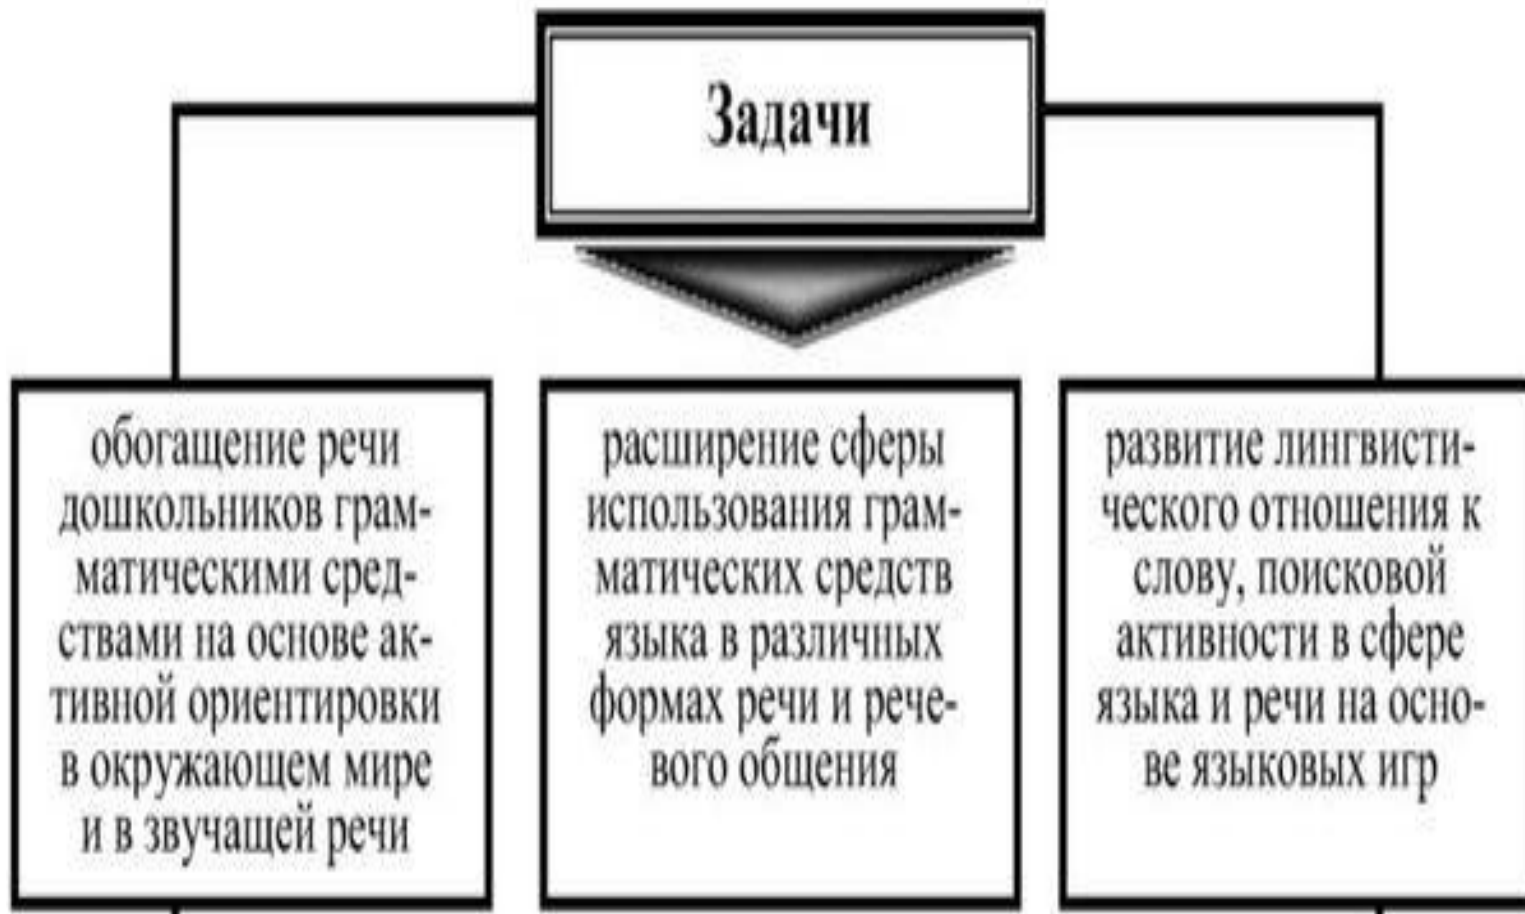 Задачи
обогащение речи
дошкольников грам-
матическими сред-
ствами на основе ак-
тивной ориентировки
в окружающем мире
и в звучащей речи
расширение сферы
использования грам-
матических средств
языка в различных
формах речи и рече-
вого общения
развитие лингвисти-
ческого отношения к
слову, поисковой
активности в сфере
языка и речи на осно-
ве языковых игр